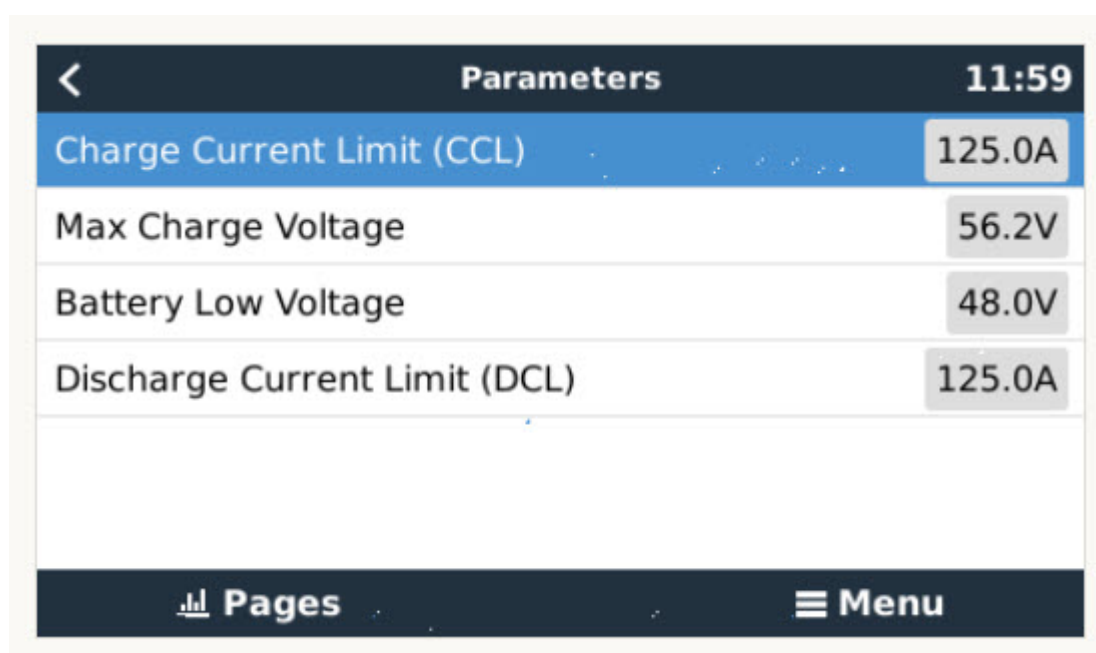 Parameters 11:59
Charge Current Limit (CCL) 125.0A
Max Charge Voltage 56.2V
Battery Low Voltage 48.0V
Discharge Current Limit (DCL) 125.0A
Pages Menu